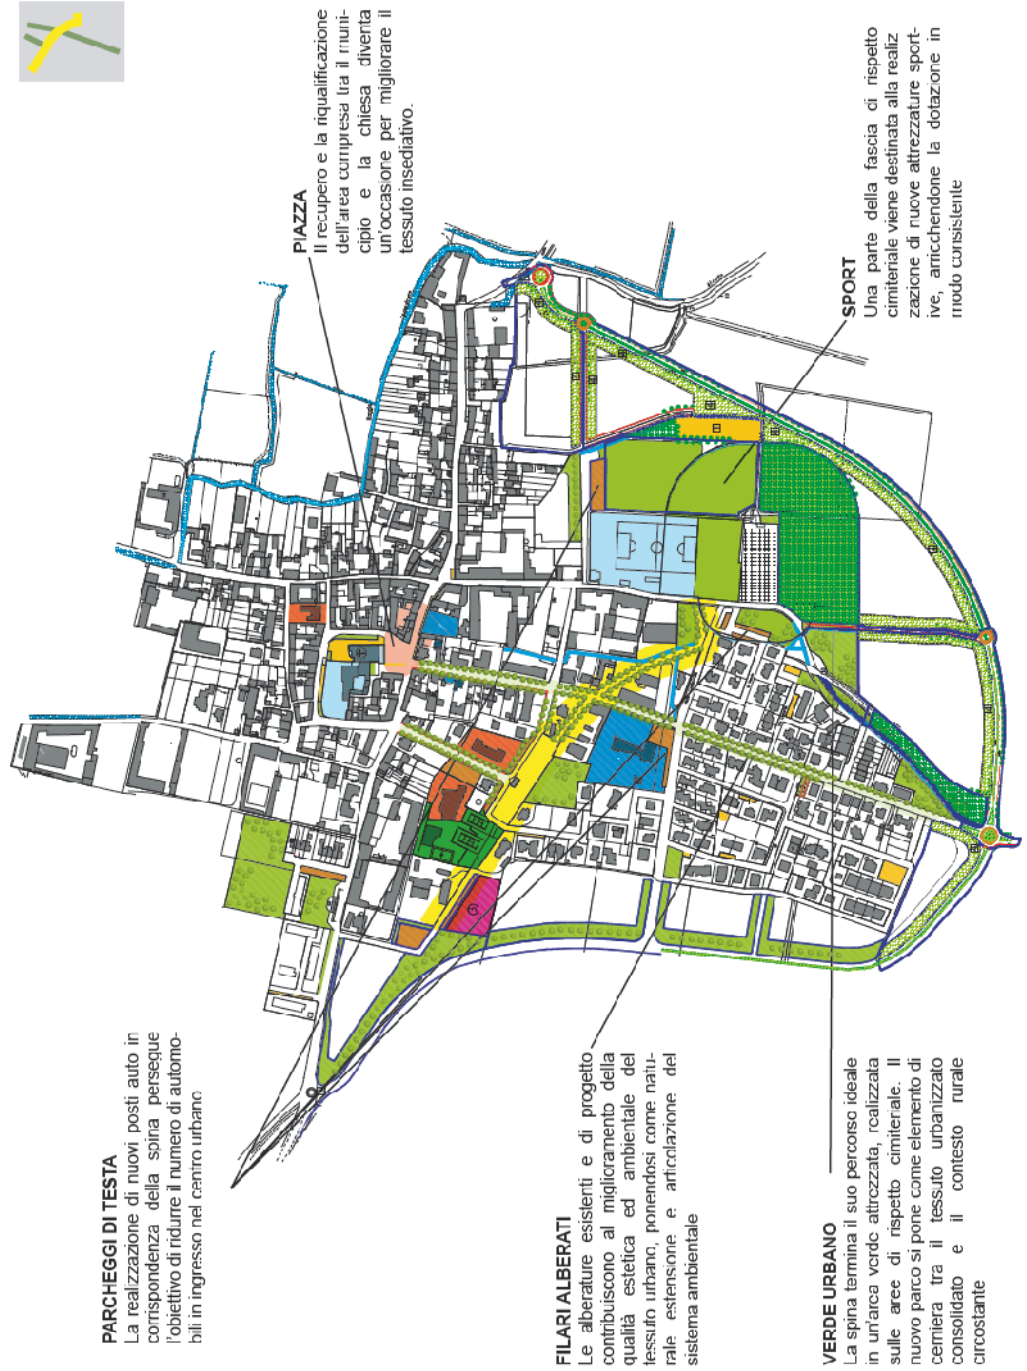 PARCHEGGI DI TESTA
La realizzazione di nuovi posti auto in
corrispondenza della spina persegue
l'obiettivo di ridurre il numero di automo-
bili in ingresso nel centro urbano
PIAZZA
Il recupero e la riqualificazione
dell'area compresa tra il muni-
cipio e la chiesa diventa
un'occasione per migliorare il
tessuto insediativo.
FILARI ALBERATI
Le alberature esistenti e di progetto
contribuiscono al miglioramento della
qualità estetica ed ambientale del
tessuto urbano, ponendosi come natu-
rale estensione e articolazione del
sistema ambientale
VERDE URBANO
La spina termina il suo percorso ideale
in un'area verde attrezzata, realizzata
sulle aree di rispetto cimiteriale. Il
nuovo parco si pone come elemento di
cerniera tra il tessuto urbanizzato
consolidato e il contesto rurale
circostante
SPORT
Una parte della fascia di rispetto
cimiteriale viene destinata alla realiz
zazione di nuove attrezzature sport-
ive, arricchendone la dotazione in
modo consistente